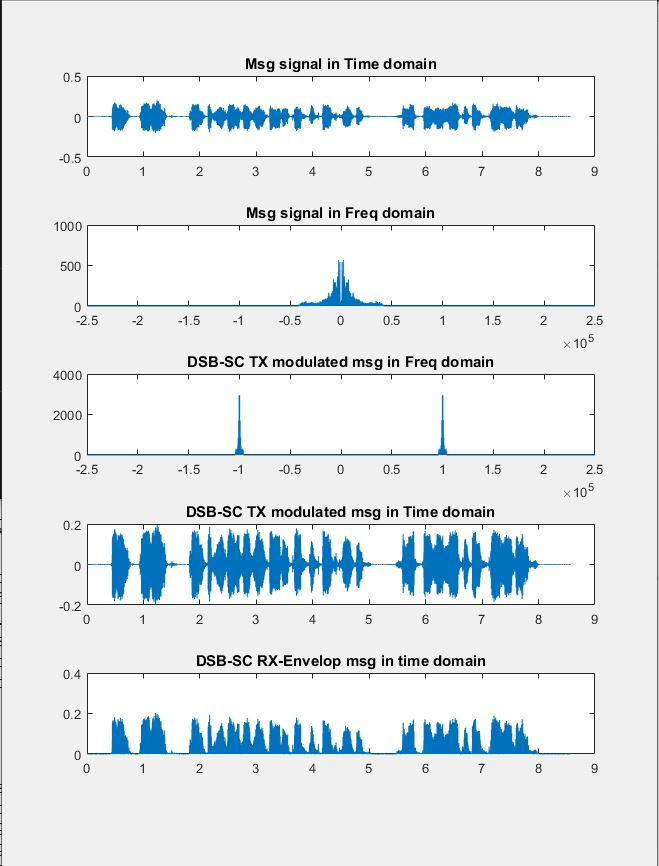 Msg signal in Time domain
0.5
0
-0.5
0 1 2 3 4 5 6 7 8 9
Msg signal in Freq domain
1000
500
0
-2.5 -2 -1.5 -1 -0.5 0 0.5 1 1.5 2 2.5
×10^5
DSB-SC TX modulated msg in Freq domain
4000
2000
0
-2.5 -2 -1.5 -1 -0.5 0 0.5 1 1.5 2 2.5
×10^5
DSB-SC TX modulated msg in Time domain
0.2
0
-0.2
0 1 2 3 4 5 6 7 8 9
DSB-SC RX-Envelop msg in time domain
0.4
0.2
0
0 1 2 3 4 5 6 7 8 9